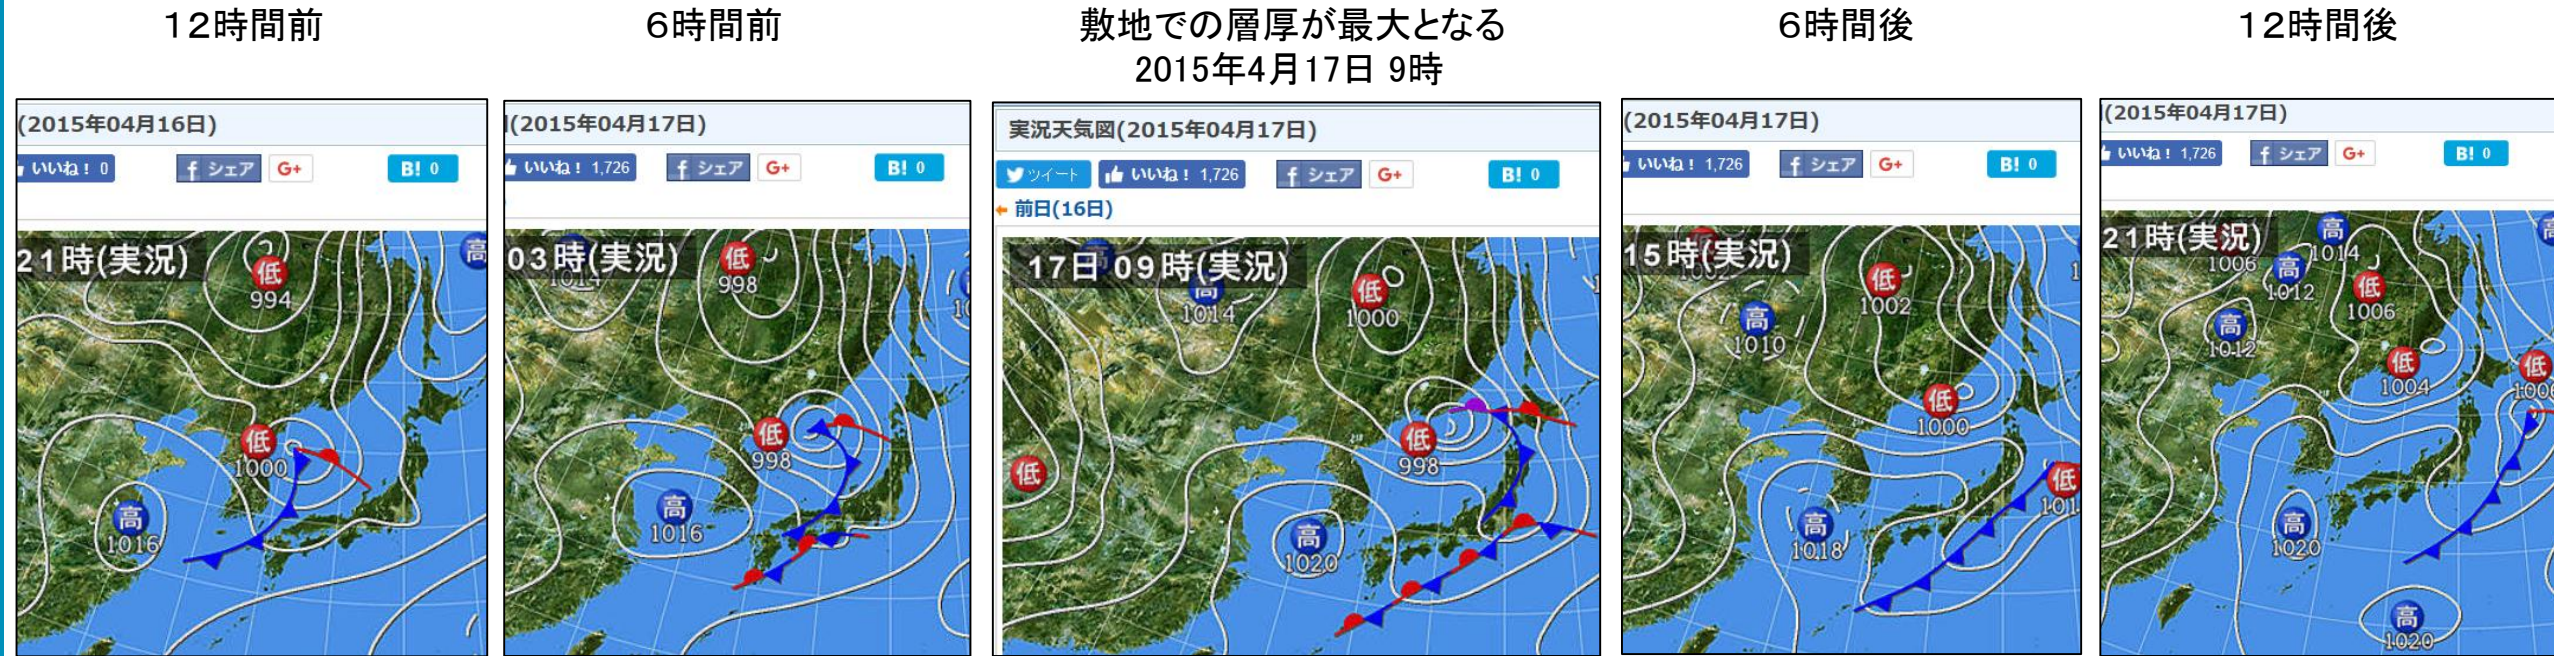 12時間前
6時間前
敷地での層厚が最大となる
2015年4月17日 9時
6時間後
12時間後
(2015年04月16日)
いいね！ 0
f シェア
G+
B! 0
21時(実況)
低
994
高
低
1000
高
1016
(2015年04月17日)
いいね！ 1,726
f シェア
G+
B! 0
03時(実況)
1014
低
998
低
998
高
1016
実況天気図(2015年04月17日)
ツイート
いいね！ 1,726
f シェア
G+
B! 0
前日(16日)
17日 09時(実況)
高
1014
低
1000
低
低
998
高
1020
(2015年04月17日)
いいね！ 1,726
f シェア
G+
B! 0
15時(実況)
低
1002
高
1010
低
1000
低
101
高
1018
(2015年04月17日)
いいね！ 1,726
f シェア
G+
B! 0
21時(実況)
1006
高
1014
高
1012
低
1006
高
1012
低
1004
低
1006
高
1020
高
1020